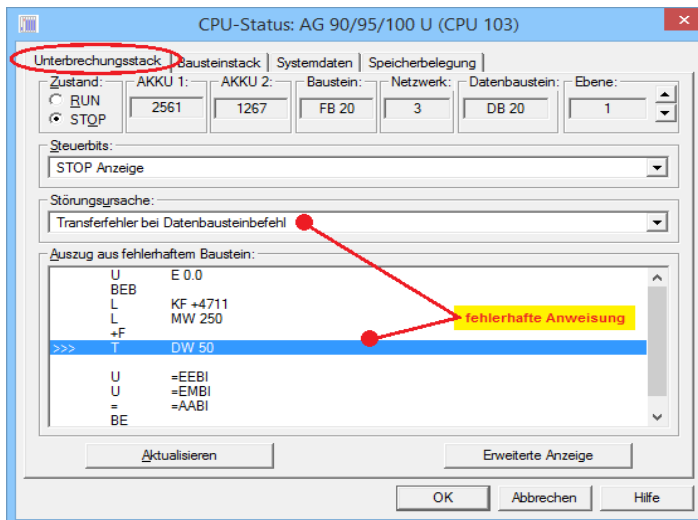 CPU-Status: AG 90/95/100 U (CPU 103)
Unterbrechungsstack Bausteinstack Systemdaten Speicherbelegung
Zustand: AKKU 1: AKKU 2: Baustein: Netzwerk: Datenbaustein: Ebene:
RUN
STOP
2561 1267 FB 20 3 DB 20 1
Steuerbits:
STOP Anzeige
Störungsursache:
Transferfehler bei Datenbausteinbefehl
Auszug aus fehlerhaftem Baustein:
U E 0.0
BEB
L KF +4711
L MW 250
+F
>>> T DW 50
fehlerhafte Anweisung
U =EEBI
U =EMBI
= =AABI
BE
Aktualisieren Erweiterte Anzeige
OK Abbrechen Hilfe